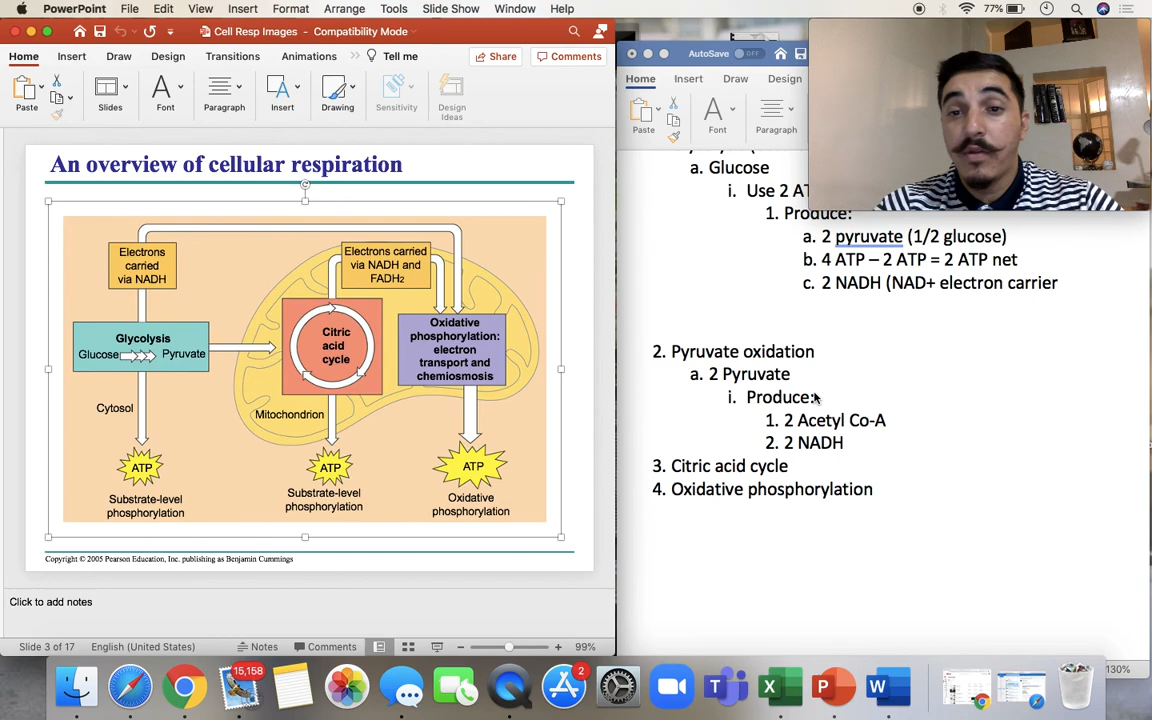 PowerPoint File Edit View Insert Format Arrange Tools Slide Show Window Help 77%
Cell Resp Images - Compatibility Mode
Home Insert Draw Design Transitions Animations >> Tell me Share Comments
Paste Slides Font Paragraph Insert Drawing Sensitivity Design Ideas
An overview of cellular respiration
Electrons
carried
via NADH
Electrons carried
via NADH and
FADH2
Glycolysis
Glucose Pyruvate
Citric
acid
cycle
Oxidative
phosphorylation:
electron
transport and
chemiosmosis
Cytosol
Mitochondrion
ATP
ATP
ATP
Substrate-level
phosphorylation
Substrate-level
phosphorylation
Oxidative
phosphorylation
Copyright © 2005 Pearson Education, Inc. publishing as Benjamin Cummings
Click to add notes
Slide 3 of 17 English (United States) Notes Comments 99%
AutoSave OFF
Home Insert Draw Design
Paste Font Paragraph
a. Glucose
i. Use 2 AT
1. Produce:
a. 2 pyruvate (1/2 glucose)
b. 4 ATP – 2 ATP = 2 ATP net
c. 2 NADH (NAD+ electron carrier
2. Pyruvate oxidation
a. 2 Pyruvate
i. Produce:
1. 2 Acetyl Co-A
2. 2 NADH
3. Citric acid cycle
4. Oxidative phosphorylation
130%
15,158
2